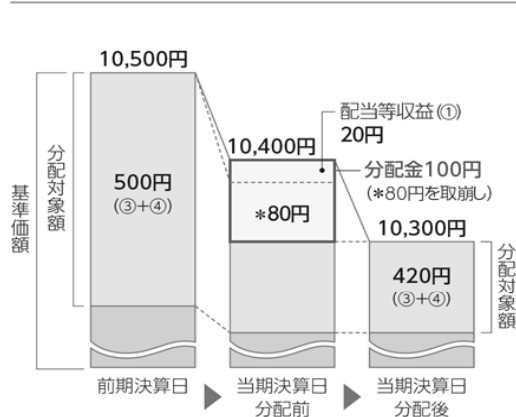 10,500円
配当等収益(①)
20円
10,400円
分配金100円
(*80円を取崩し)
500円
(③+④)
*80円
10,300円
420円
(③+④)
基準価額
分配対象額
分配対象額
前期決算日
当期決算日
分配前
当期決算日
分配後